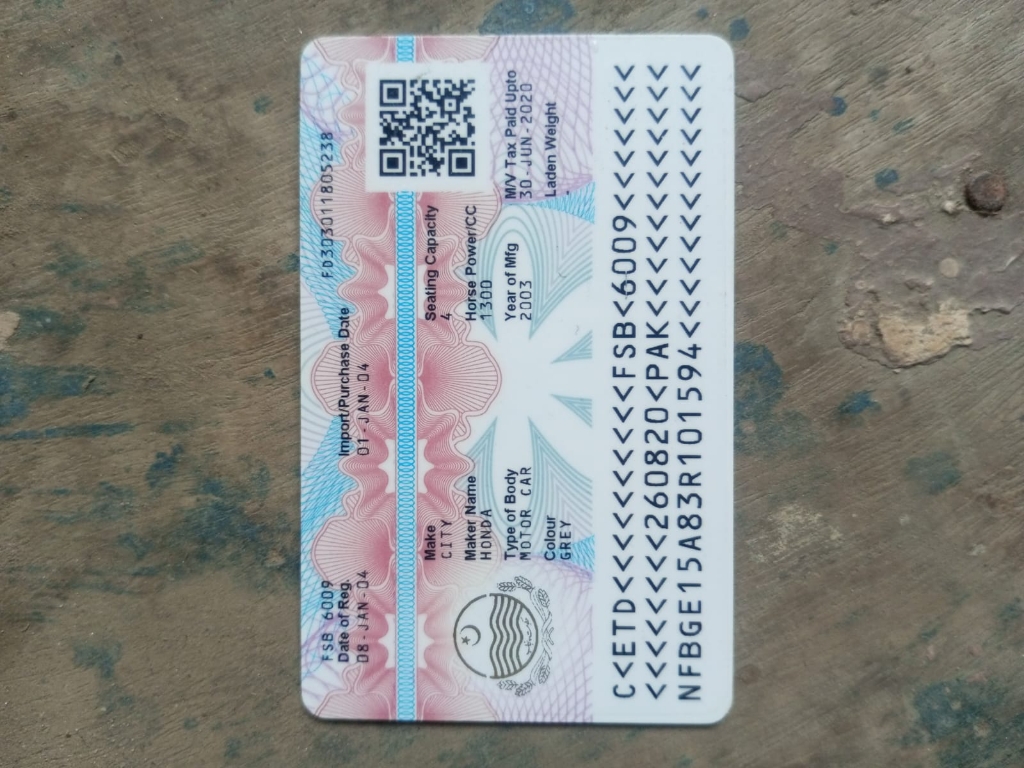 FSB 6009 FD303011805238
Date of Reg. Import/Purchase Date
08-JAN-04 01-JAN-04
Make Seating Capacity
CITY 4
Maker Name Horse Power/CC
HONDA 1300
Type of Body Year of Mfg M/V Tax Paid Upto
MOTOR CAR 2003 30-JUN-2020
Colour Laden Weight
GREY -
C<ETD<<<<<<<<<FSB<6009<<<<<<<<
<<<<<<<<260820<PAK<<<<<<<<<<<<
NFBGE15A83R101594<<<<<<<<<<<<<